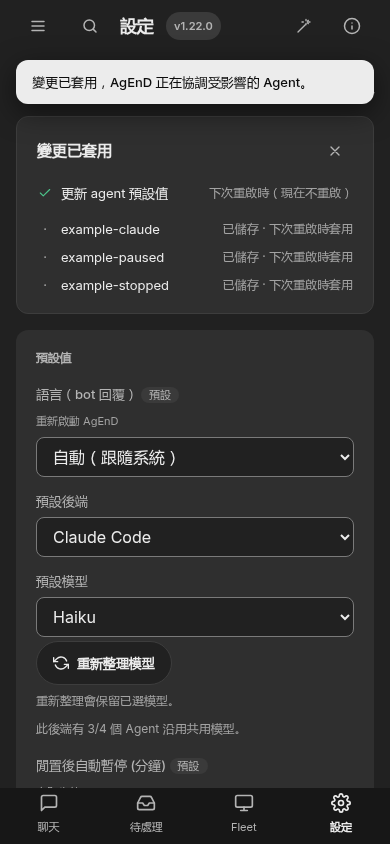 設定 v1.22.0
變更已套用，AgEnD 正在協調受影響的 Agent。
變更已套用
更新 agent 預設值 下次重啟時（現在不重啟）
example-claude 已儲存 · 下次重啟時套用
example-paused 已儲存 · 下次重啟時套用
example-stopped 已儲存 · 下次重啟時套用
預設值
語言（bot 回覆） 預設
重新啟動 AgEnD
自動（跟隨系統）
預設後端
Claude Code
預設模型
Haiku
重新整理模型
重新整理會保留已選模型。
此後端有 3/4 個 Agent 沿用共用模型。
閒置後自動暫停 (分鐘) 預設
聊天 待處理 Fleet 設定